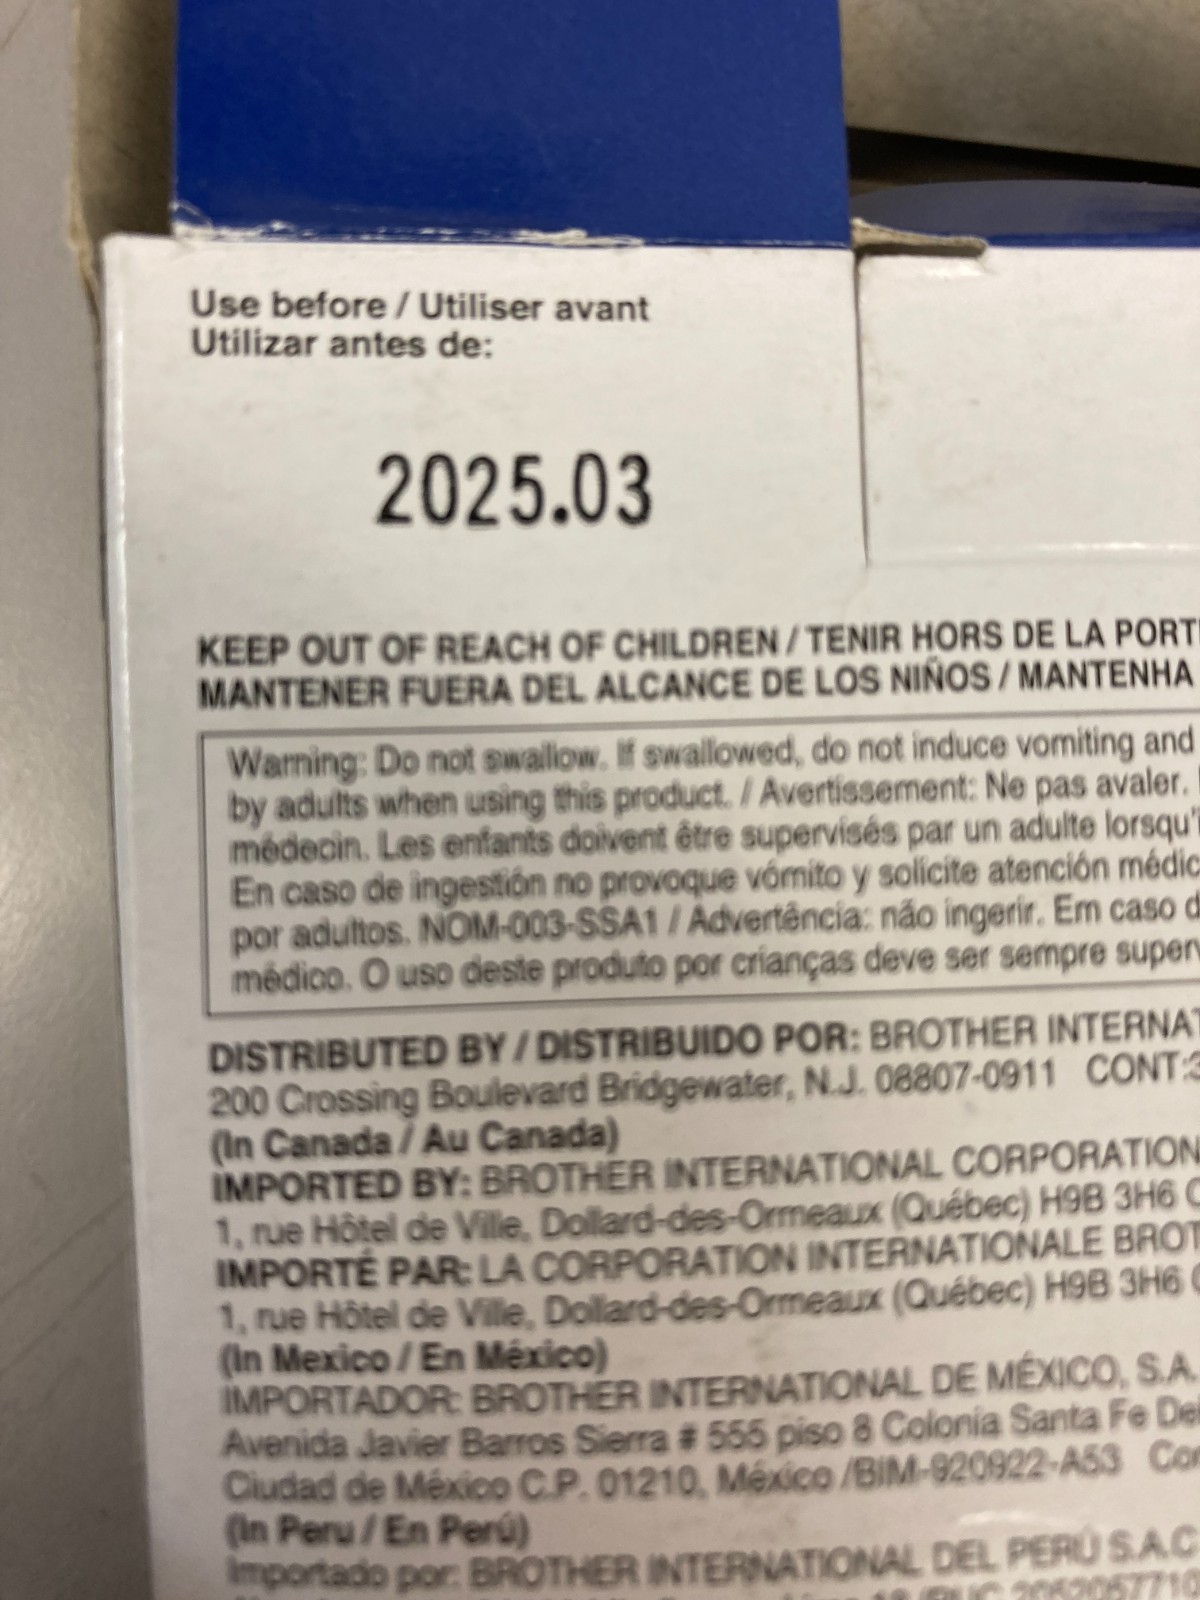 Use before / Utiliser avant
Utilizar antes de:
2025.03
KEEP OUT OF REACH OF CHILDREN / TENIR HORS DE LA PORT
MANTENER FUERA DEL ALCANCE DE LOS NIÑOS / MANTENHA
Warning: Do not swallow. If swallowed, do not induce vomiting and
by adults when using this product. / Avertissement: Ne pas avaler.
médecin. Les enfants doivent être supervisés par un adulte lorsqu'i
En caso de ingestión no provoque vómito y solicite atención médic
por adultos. NOM-003-SSA1 / Advertência: não ingerir. Em caso d
médico. O uso deste produto por crianças deve ser sempre superv
DISTRIBUTED BY / DISTRIBUIDO POR: BROTHER INTERNAT
200 Crossing Boulevard Bridgewater, N.J. 08807-0911 CONT:3
(In Canada / Au Canada)
IMPORTED BY: BROTHER INTERNATIONAL CORPORATION
1, rue Hôtel de Ville, Dollard-des-Ormeaux (Québec) H9B 3H6 C
IMPORTÉ PAR: LA CORPORATION INTERNATIONALE BROT
1, rue Hôtel de Ville, Dollard-des-Ormeaux (Québec) H9B 3H6 C
(In Mexico / En México)
IMPORTADOR: BROTHER INTERNATIONAL DE MÉXICO, S.A.
Avenida Javier Barros Sierra # 555 piso 8 Colonia Santa Fe Del
Ciudad de México C.P. 01210, México /BIM-920922-A53 Con
(In Peru / En Perú)
Importado por: BROTHER INTERNATIONAL DEL PERÚ S.A.C